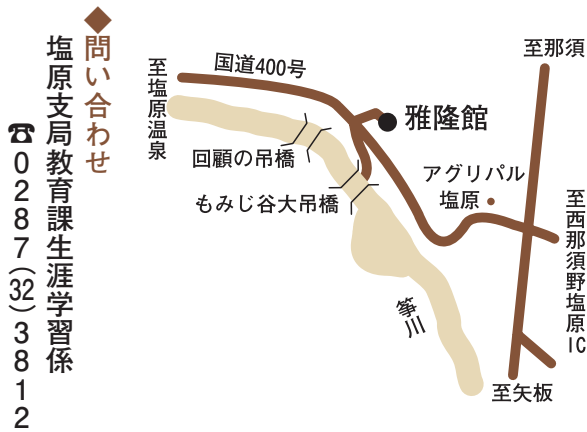 ◆問い合わせ
塩原支局教育課生涯学習係
☎0287(32)3812
至塩原温泉
国道400号
至那須
雅隆館
回顧の吊橋
アグリパル
塩原
もみじ谷大吊橋
至西那須野塩原IC
箒川
至矢板